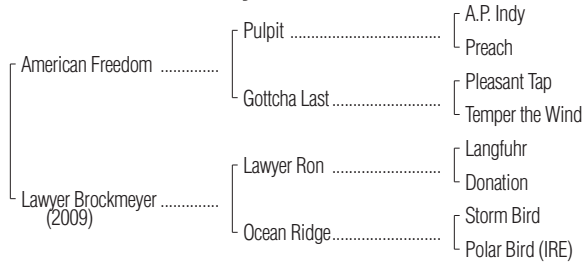 A.P. Indy
Pulpit ..........................................
Preach
American Freedom ................
Pleasant Tap
Gottcha Last..............................
Temper the Wind
Langfuhr
Lawyer Ron ..............................
Donation
Lawyer Brockmeyer ................
(2009)
Storm Bird
Ocean Ridge..............................
Polar Bird (IRE)